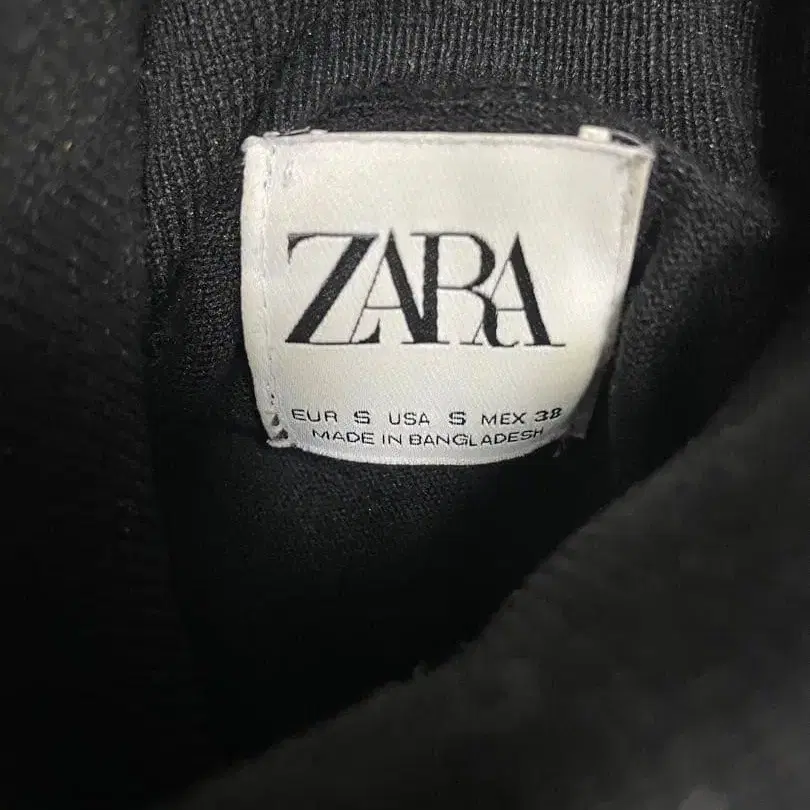 ZARA
EUR S USA S MEX 38
MADE IN BANGLADESH